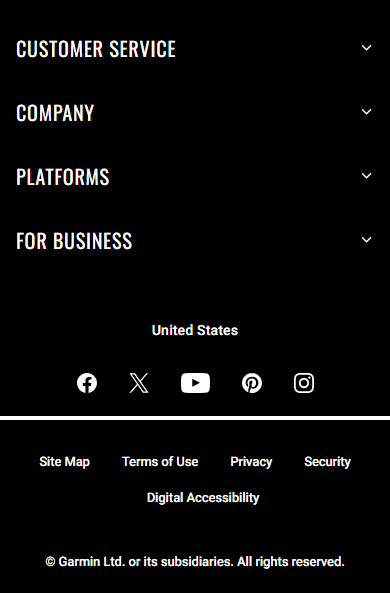 CUSTOMER SERVICE
COMPANY
PLATFORMS
FOR BUSINESS
United States
Site Map Terms of Use Privacy Security
Digital Accessibility
© Garmin Ltd. or its subsidiaries. All rights reserved.